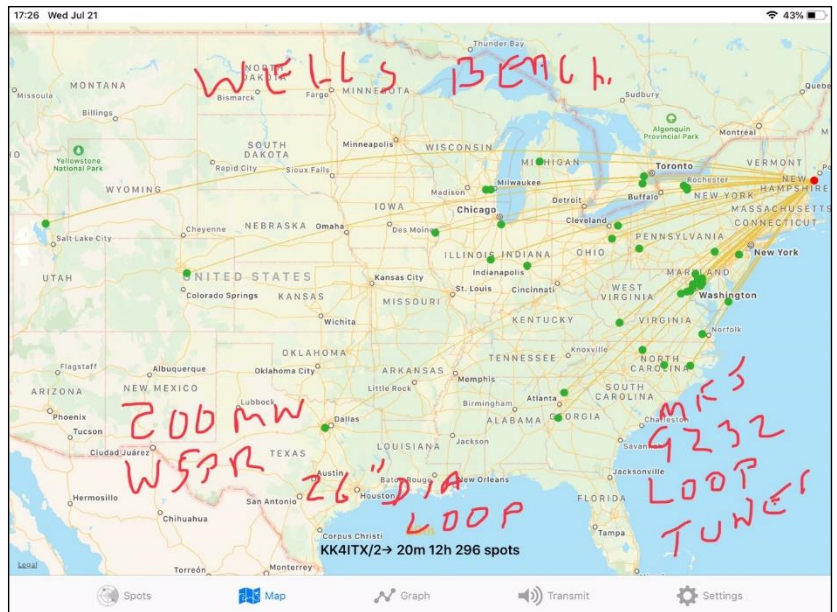 17:26 Wed Jul 21
43%
WELLS BEACH.
Thunder Bay
NORTH DAKOTA
MONTANA
Missoula
Bismarck
Fargo
MINNESOTA
Sudbury
Quebe
Billings
Algonquin Provincial Park
Montréal
SOUTH DAKOTA
Minneapolis
WISCONSIN
Yellowstone National Park
Rapid City
Sioux Falls
MICHIGAN
Toronto
VERMONT
WYOMING
Madison
Milwaukee
Rochester
NEW HAMPSHIRE
Detroit
Buffalo
NEW YORK
IOWA
Chicago
MASSACHUSETTS
Cleveland
CONNECTICUT
Cheyenne
NEBRASKA
Omaha
Des Moines
Salt Lake City
PENNSYLVANIA
ILLINOIS
INDIANA
OHIO
New York
UTAH
UNITED STATES
Kansas City
Indianapolis
MARYLAND
Colorado Springs
KANSAS
St. Louis
Cincinnati
WEST VIRGINIA
Washington
MISSOURI
Wichita
KENTUCKY
VIRGINIA
Norfolk
OKLAHOMA
TENNESSEE
Knoxville
Flagstaff
Albuquerque
Oklahoma City
ARKANSAS
NORTH CAROLINA
Memphis
ARIZONA
NEW MEXICO
Little Rock
SOUTH CAROLINA
Lubbock
Birmingham
Atlanta
MFJ
Phoenix
200 MW
Dallas
ALABAMA
GEORGIA
Charleston
Tucson
Jackson
9232
Ciudad Juárez
WSPR
TEXAS
LOUISIANA
Savan
Austin
Baton Rouge
New Orleans
Jacksonville
LOOP
Hermosillo
San Antonio
26" DIA
Houston
FLORIDA
Chihuahua
LOOP
TUNER
Corpus Christi
Tampa
KK4ITX/2→ 20m 12h 296 spots
Legal
Torreón
Monterrey
Spots
Map
Graph
Transmit
Settings